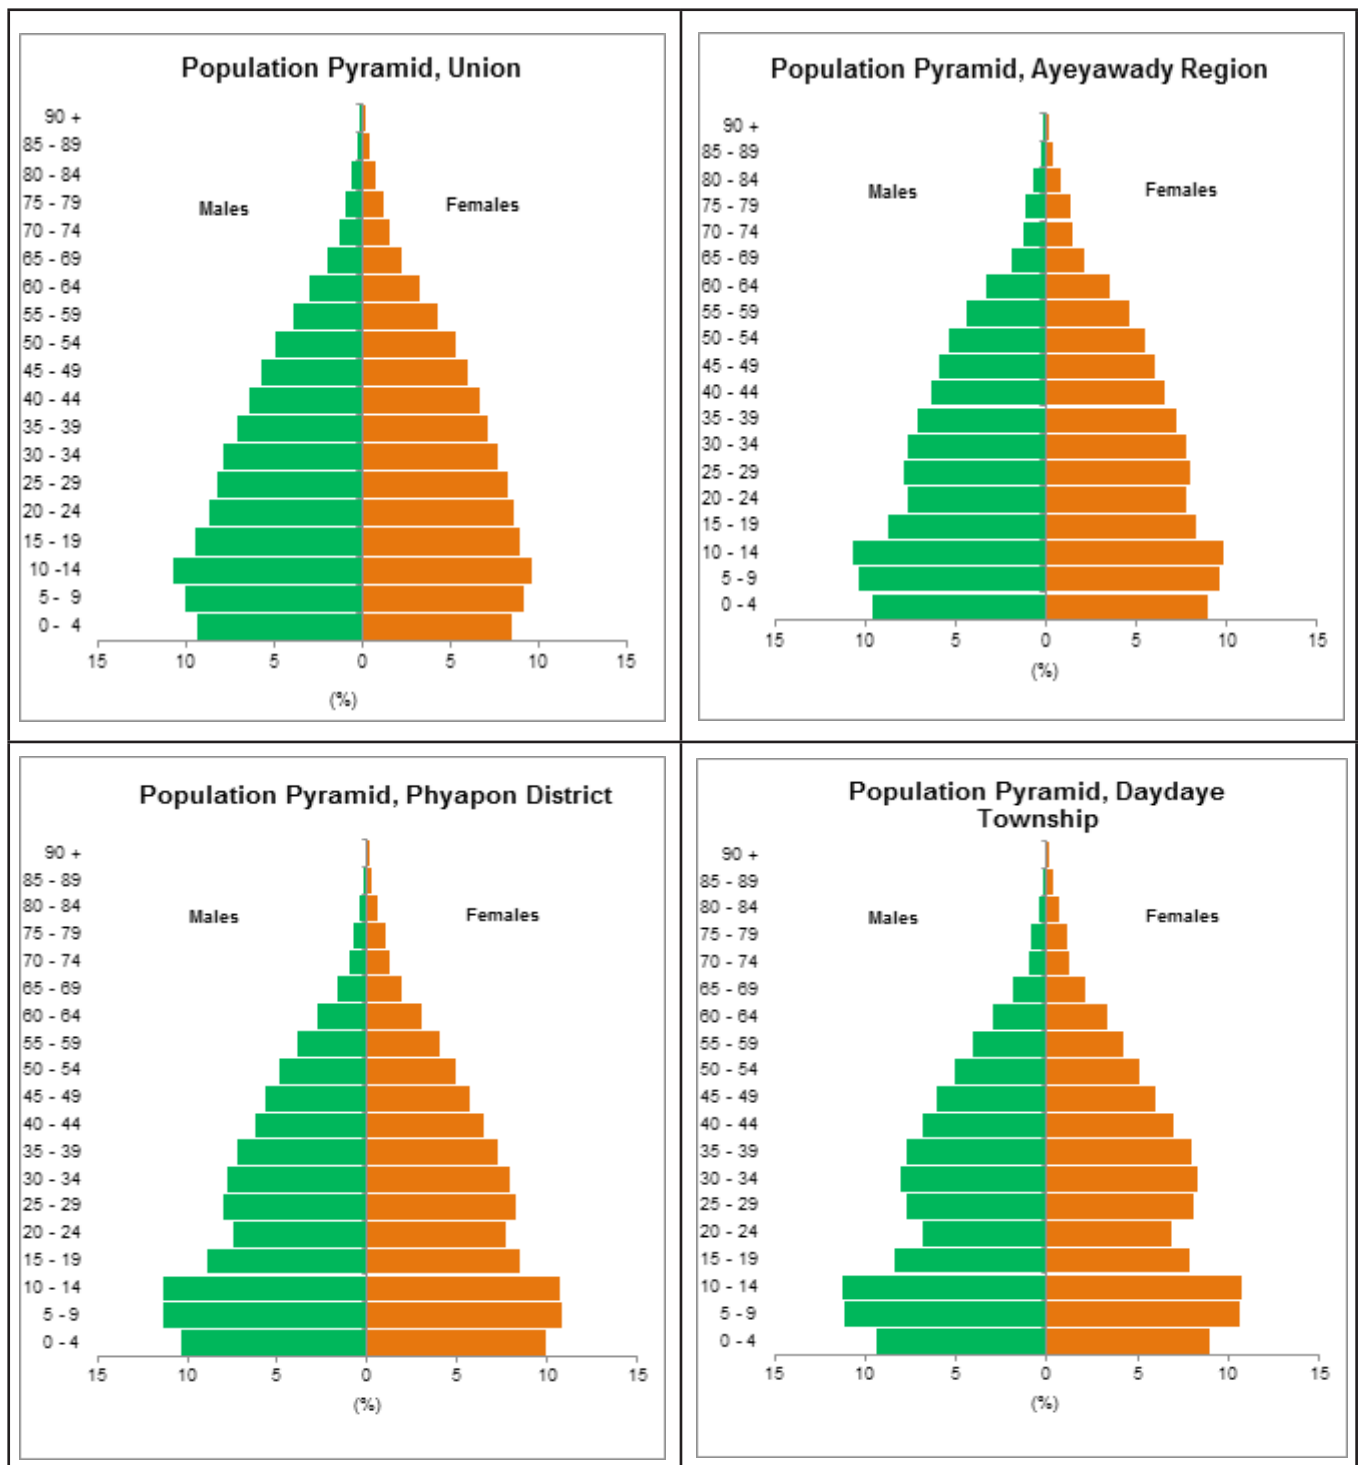 Population Pyramid, Union
90 +
85 - 89
80 - 84
75 - 79
70 - 74
65 - 69
60 - 64
55 - 59
50 - 54
45 - 49
40 - 44
35 - 39
30 - 34
25 - 29
20 - 24
15 - 19
10 -14
5 - 9
0 - 4
Males
Females
15 10 5 0 5 10 15
(%)
Population Pyramid, Ayeyawady Region
90 +
85 - 89
80 - 84
75 - 79
70 - 74
65 - 69
60 - 64
55 - 59
50 - 54
45 - 49
40 - 44
35 - 39
30 - 34
25 - 29
20 - 24
15 - 19
10 - 14
5 - 9
0 - 4
Males
Females
15 10 5 0 5 10 15
(%)
Population Pyramid, Phyapon District
90 +
85 - 89
80 - 84
75 - 79
70 - 74
65 - 69
60 - 64
55 - 59
50 - 54
45 - 49
40 - 44
35 - 39
30 - 34
25 - 29
20 - 24
15 - 19
10 - 14
5 - 9
0 - 4
Males
Females
15 10 5 0 5 10 15
(%)
Population Pyramid, Daydaye
Township
90 +
85 - 89
80 - 84
75 - 79
70 - 74
65 - 69
60 - 64
55 - 59
50 - 54
45 - 49
40 - 44
35 - 39
30 - 34
25 - 29
20 - 24
15 - 19
10 - 14
5 - 9
0 - 4
Males
Females
15 10 5 0 5 10 15
(%)